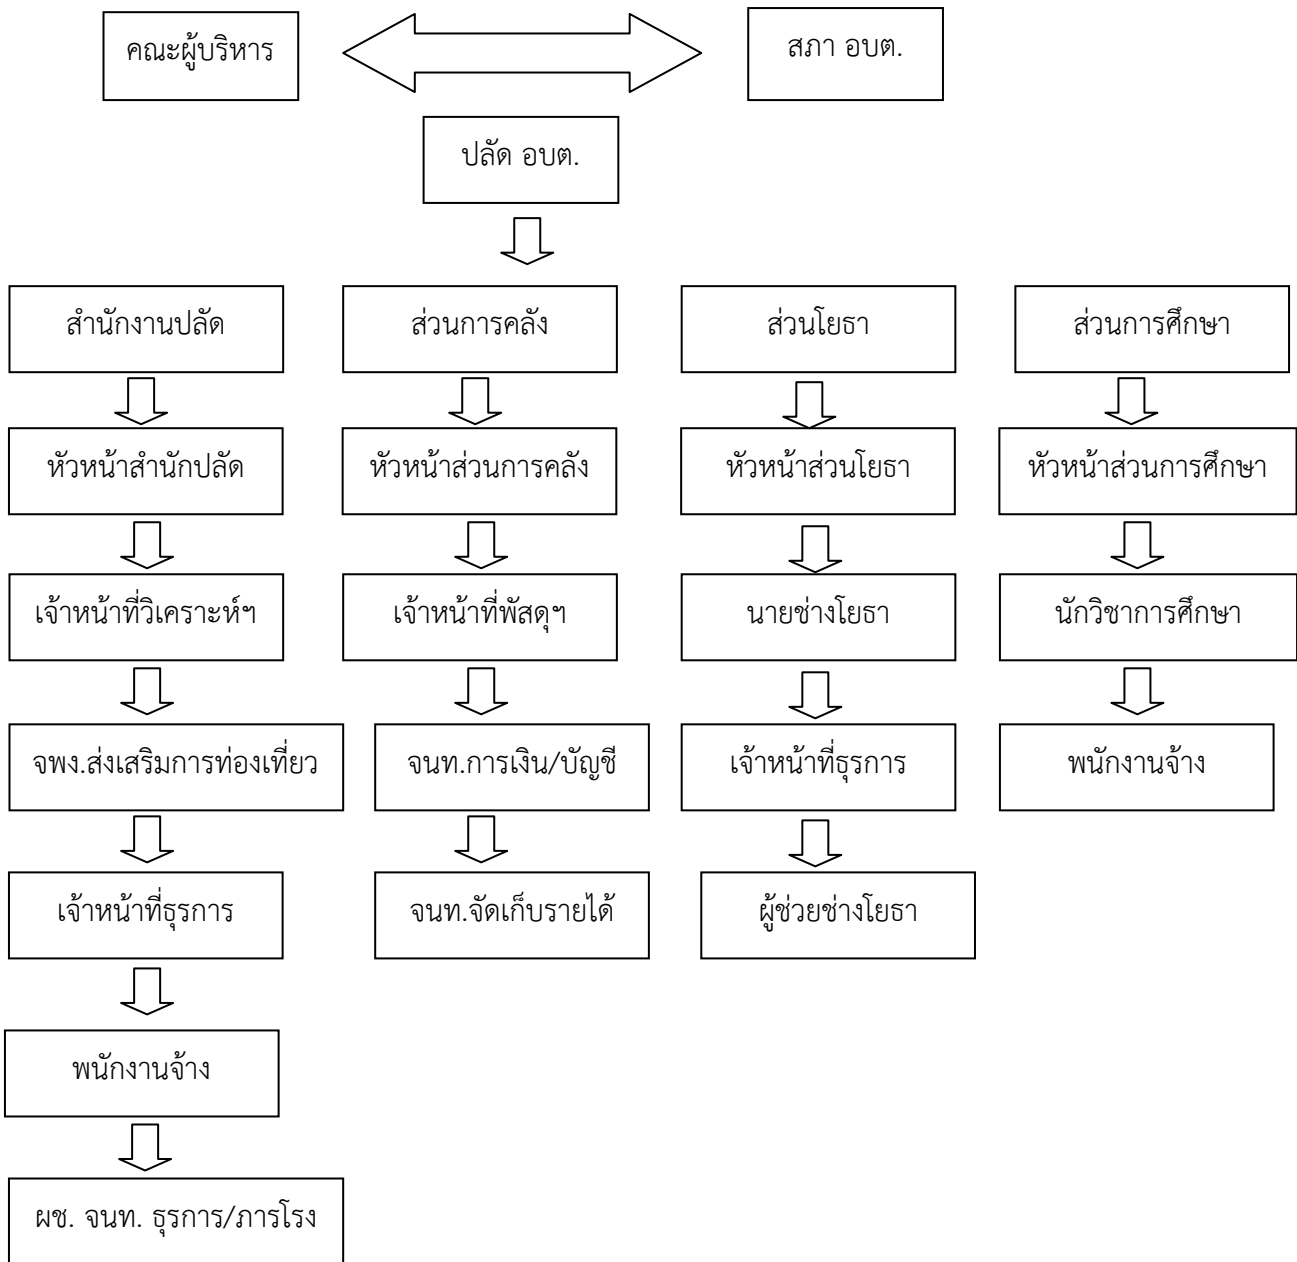 คณะผู้บริหาร
สภา อบต.
ปลัด อบต.
สำนักงานปลัด
ส่วนการคลัง
ส่วนโยธา
ส่วนการศึกษา
หัวหน้าสำนักปลัด
หัวหน้าส่วนการคลัง
หัวหน้าส่วนโยธา
หัวหน้าส่วนการศึกษา
เจ้าหน้าที่วิเคราะห์ฯ
เจ้าหน้าที่พัสดุฯ
นายช่างโยธา
นักวิชาการศึกษา
จพง.ส่งเสริมการท่องเที่ยว
จนท.การเงิน/บัญชี
เจ้าหน้าที่ธุรการ
พนักงานจ้าง
เจ้าหน้าที่ธุรการ
จนท.จัดเก็บรายได้
ผู้ช่วยช่างโยธา
พนักงานจ้าง
ผช. จนท. ธุรการ/ภารโรง